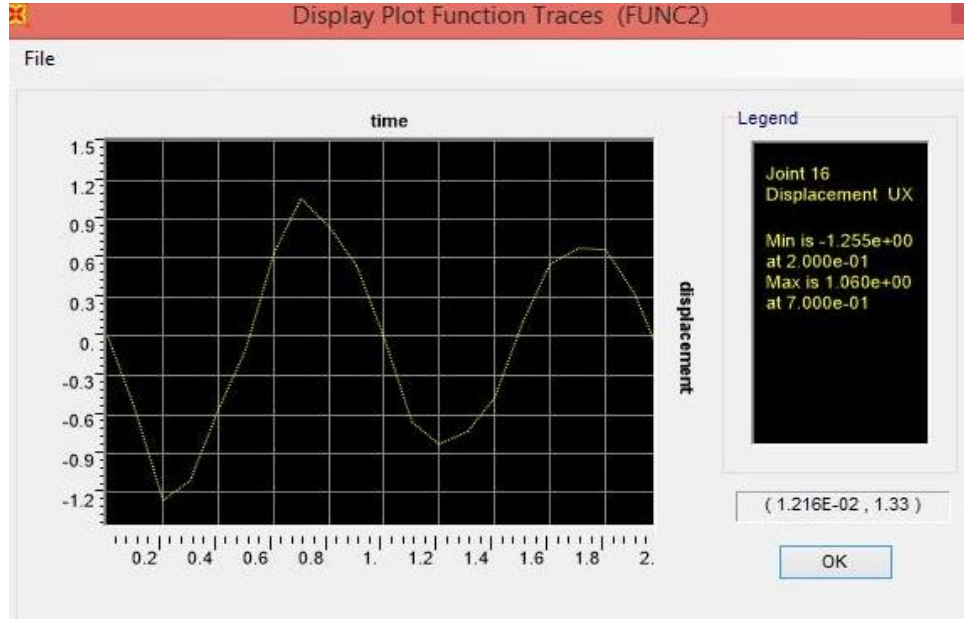 Display Plot Function Traces (FUNC2)
File
time
1.5
1.2
0.9
0.6
0.3
0.
-0.3
-0.6
-0.9
-1.2
0.2 0.4 0.6 0.8 1. 1.2 1.4 1.6 1.8 2.
displacement
Legend
Joint 16
Displacement UX
Min is -1.255e+00
at 2.000e-01
Max is 1.060e+00
at 7.000e-01
( 1.216E-02 , 1.33 )
OK